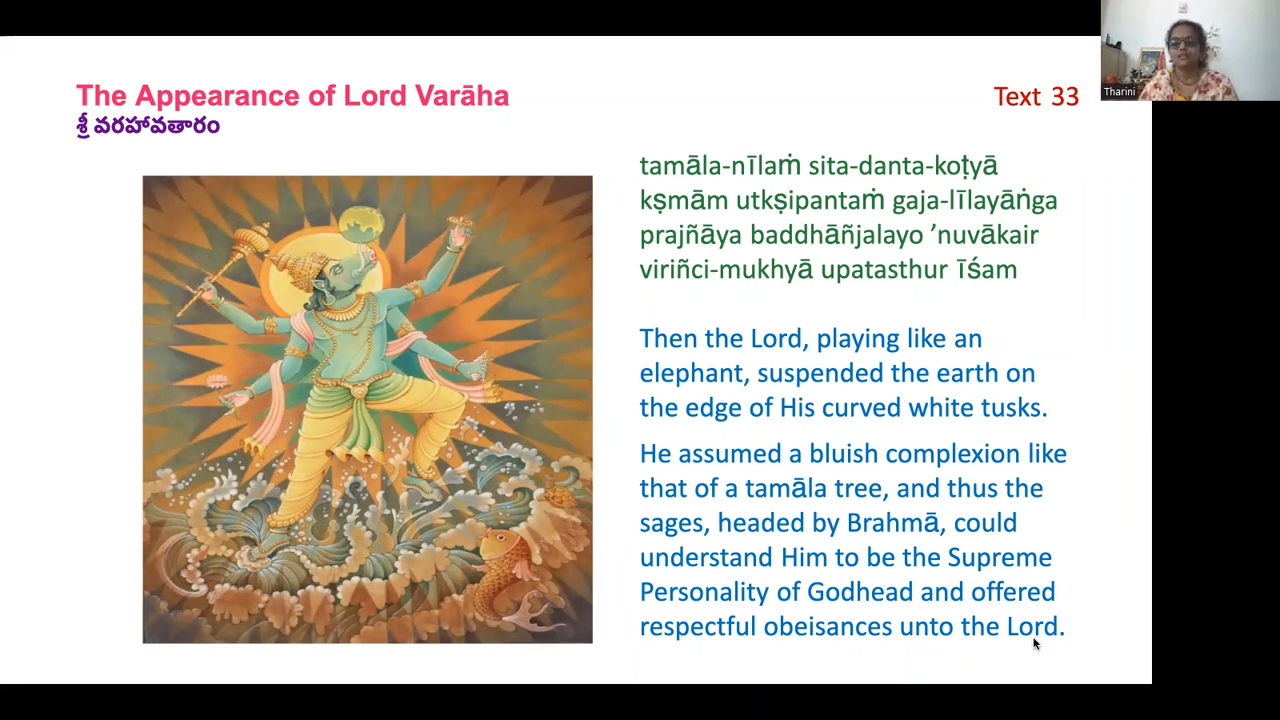 The Appearance of Lord Varāha
శ్రీ వరహావతారం
Text 33
Tharini
tamāla-nīlaṁ sita-danta-koṭyā
kṣmām utkṣipantaṁ gaja-līlayāṅga
prajñāya baddhāñjalayo ’nuvākair
viriñci-mukhyā upatasthur īśam
Then the Lord, playing like an
elephant, suspended the earth on
the edge of His curved white tusks.
He assumed a bluish complexion like
that of a tamāla tree, and thus the
sages, headed by Brahmā, could
understand Him to be the Supreme
Personality of Godhead and offered
respectful obeisances unto the Lord.